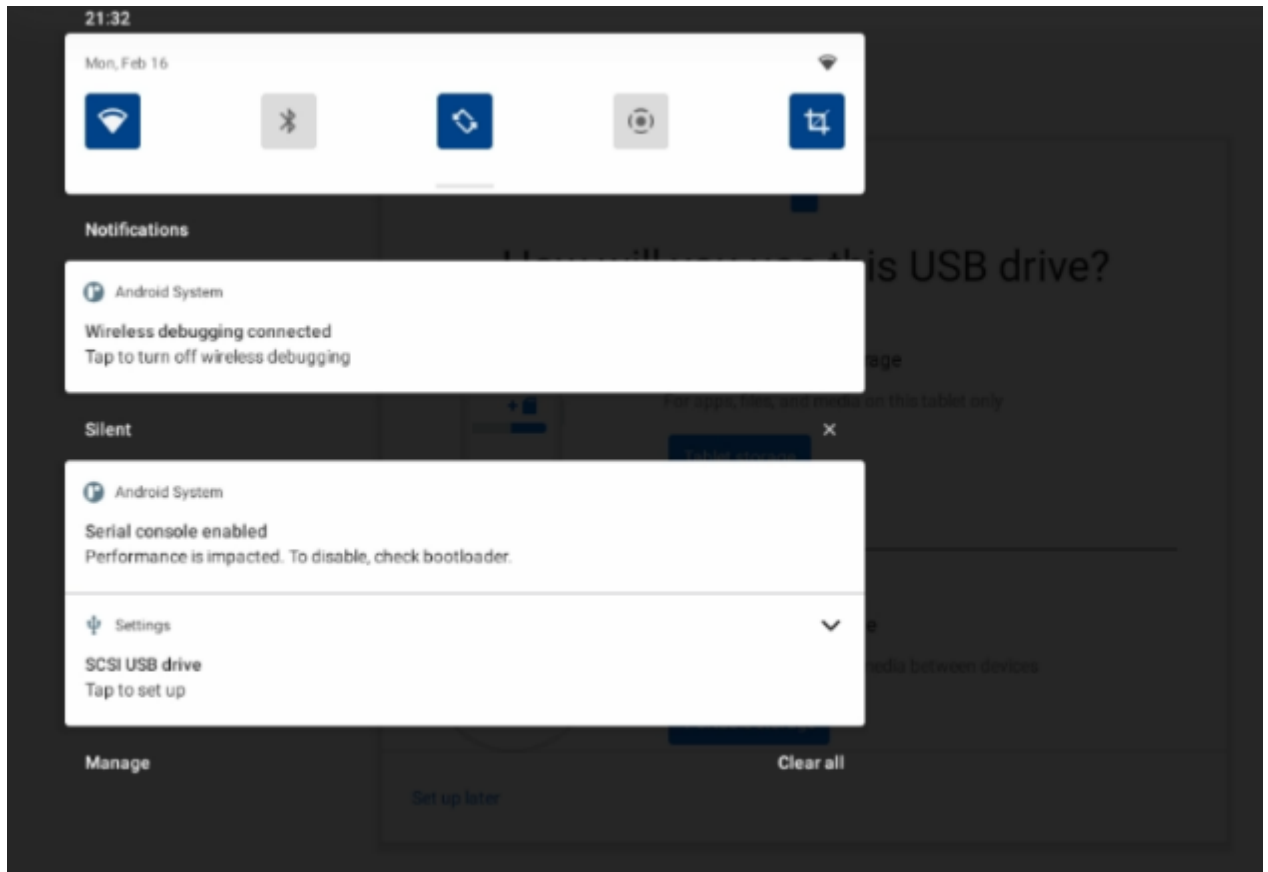 21:32
Mon, Feb 16
Notifications
is USB drive?
Android System
Wireless debugging connected
Tap to turn off wireless debugging
For apps, files, and media on this tablet only
Silent
Tablet storage
Android System
Serial console enabled
Performance is impacted. To disable, check bootloader.
Settings
SCSI USB drive
Tap to set up
between devices
Manage
Clear all
Set up later